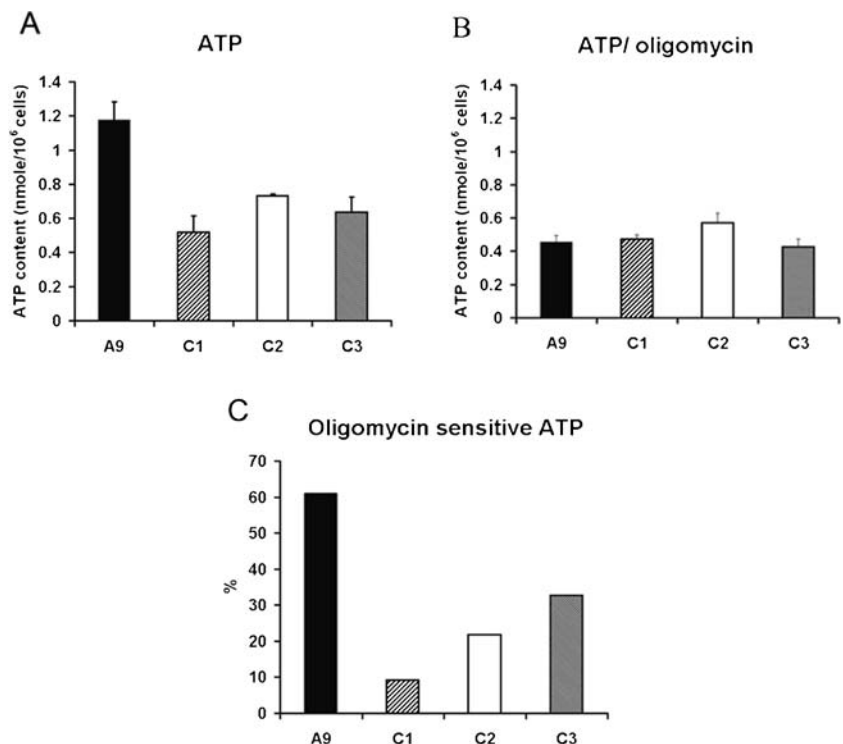 A
ATP
ATP content (nmole/10⁶ cells)
1.4
1.2
1
0.8
0.6
0.4
0.2
0
A9 C1 C2 C3
B
ATP/ oligomycin
ATP content (nmole/10⁶ cells)
1.4
1.2
1
0.8
0.6
0.4
0.2
0
A9 C1 C2 C3
C
Oligomycin sensitive ATP
%
70
60
50
40
30
20
10
0
A9 C1 C2 C3